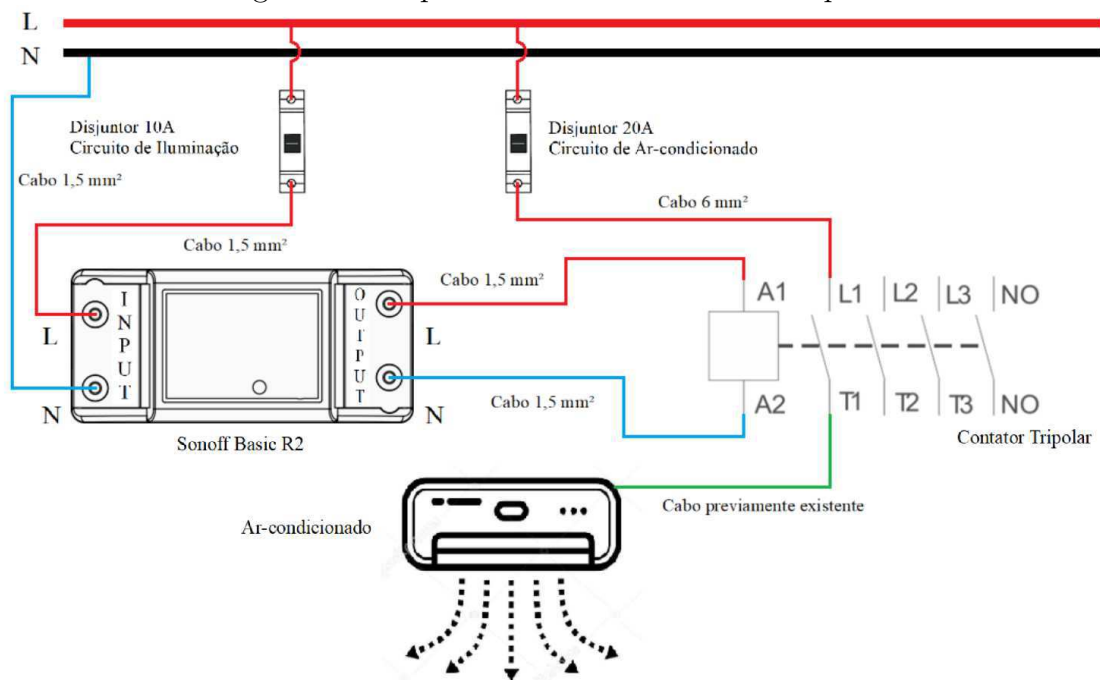 L
N
Disjuntor 10A
Circuito de Iluminação
Disjuntor 20A
Circuito de Ar-condicionado
Cabo 1,5 mm²
Cabo 6 mm²
Cabo 1,5 mm²
Cabo 1,5 mm²
INPUT
OUTPUT
L
N
L
N
A1
L1
L2
L3
NO
Cabo 1,5 mm²
A2
T1
T2
T3
NO
Sonoff Basic R2
Contator Tripolar
Cabo previamente existente
Ar-condicionado